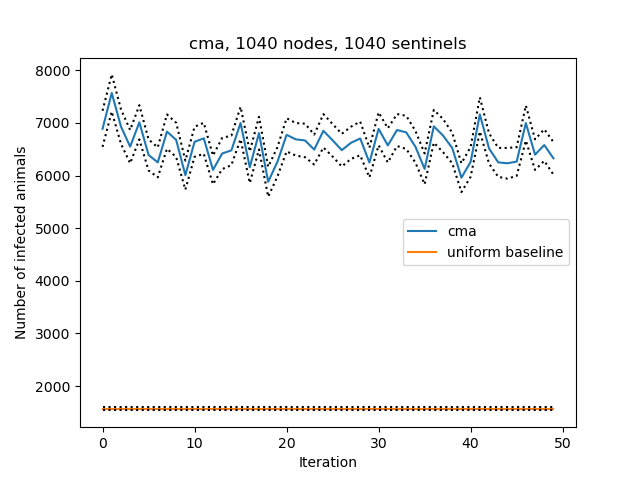 cma, 1040 nodes, 1040 sentinels
8000
7000
6000
5000
4000
3000
2000
Number of infected animals
cma
uniform baseline
0 10 20 30 40 50
Iteration